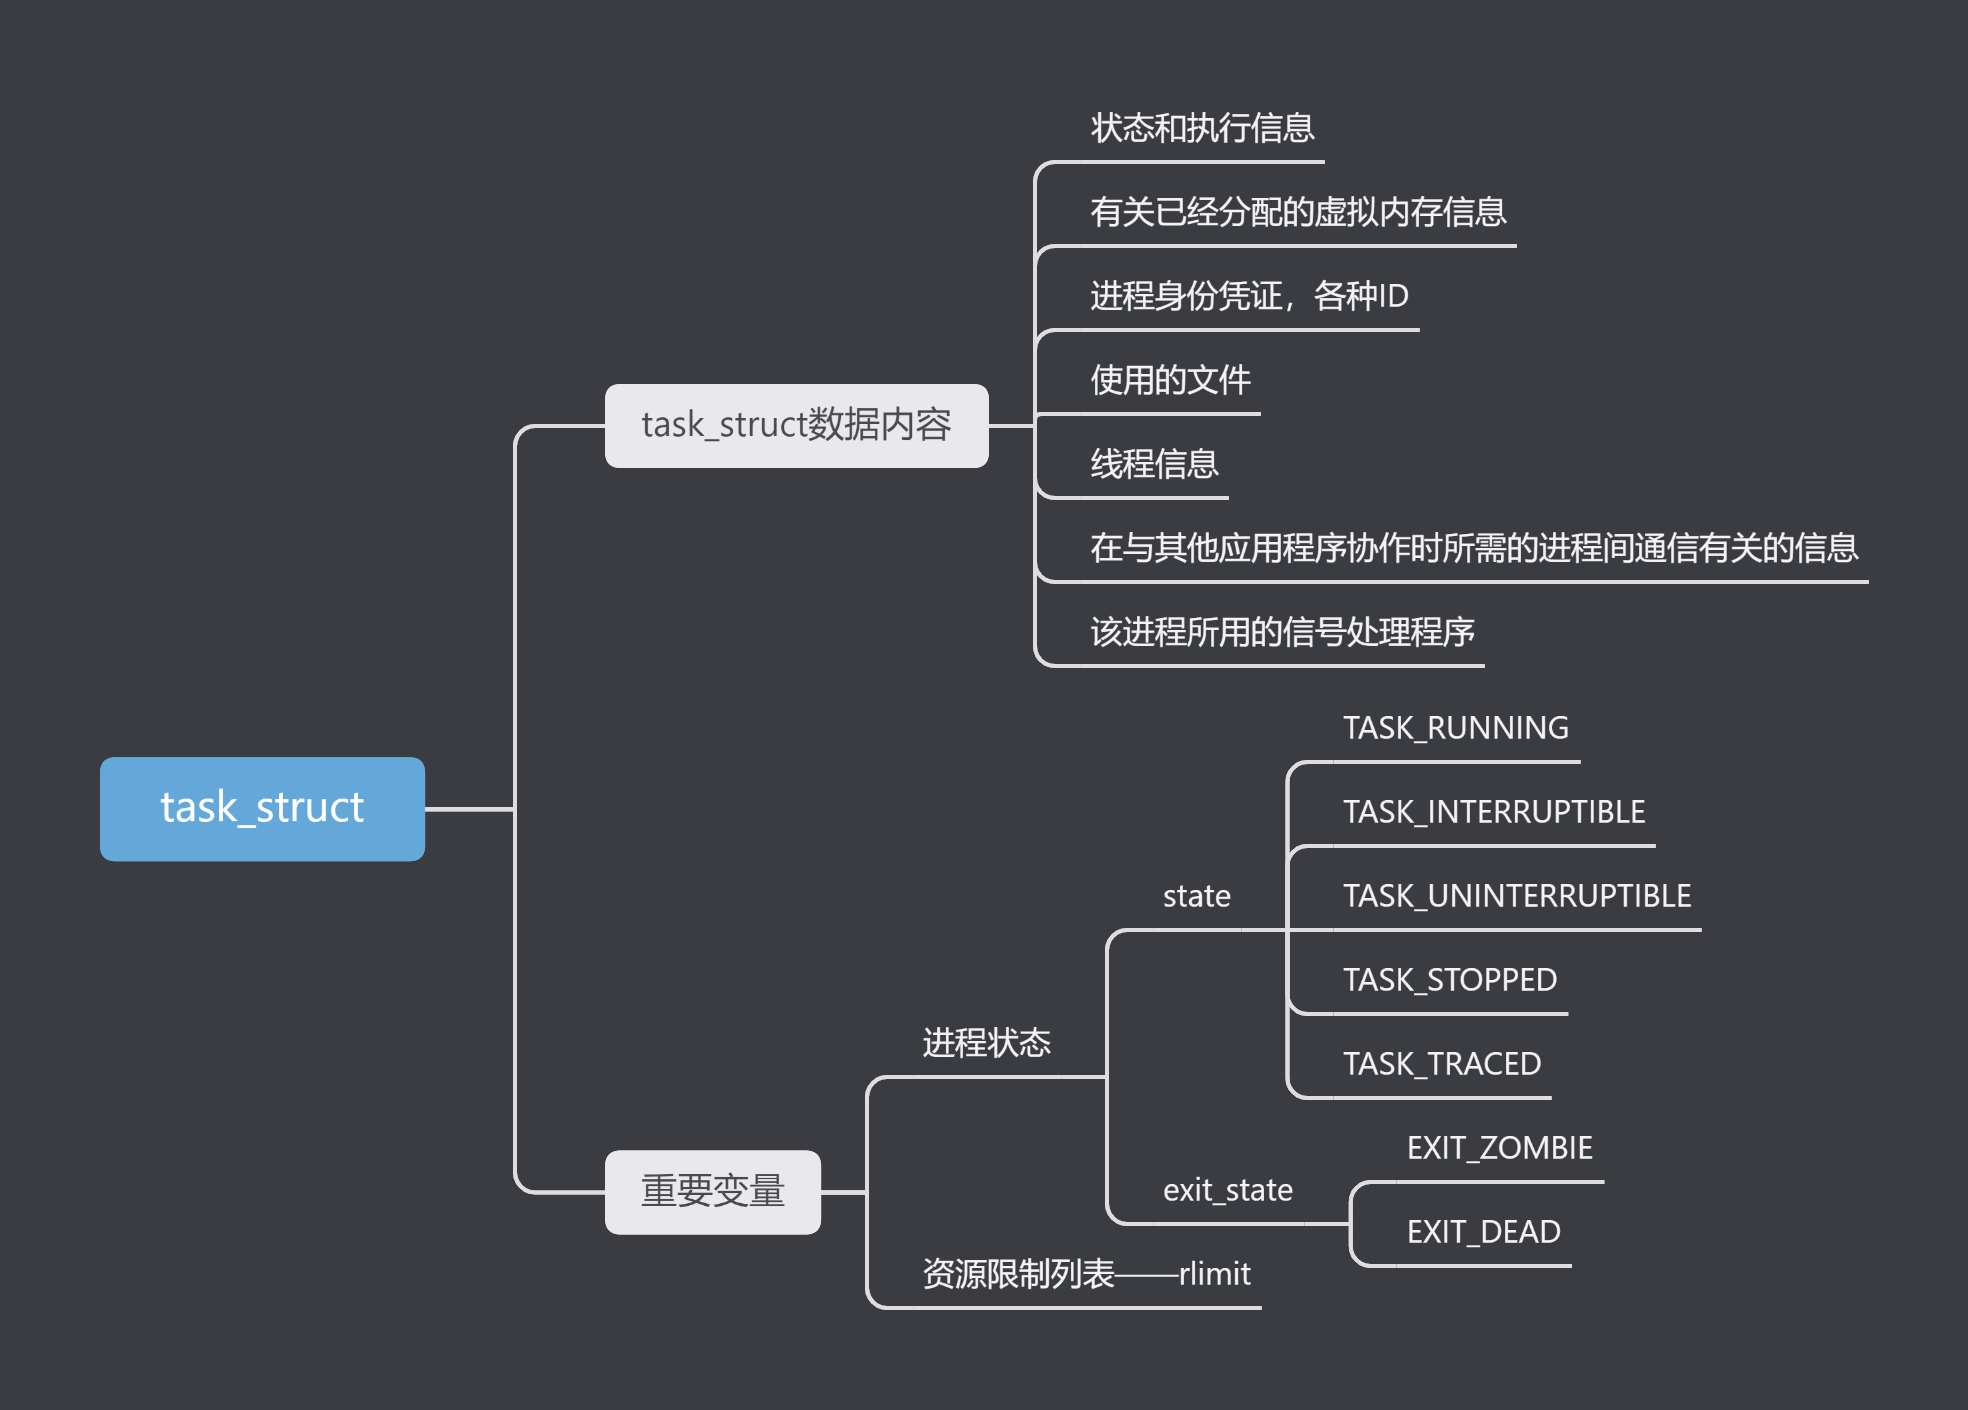 状态和执行信息
有关已经分配的虚拟内存信息
进程身份凭证，各种ID
使用的文件
task_struct数据内容
线程信息
在与其他应用程序协作时所需的进程间通信有关的信息
该进程所用的信号处理程序
task_struct
TASK_RUNNING
TASK_INTERRUPTIBLE
state
TASK_UNINTERRUPTIBLE
TASK_STOPPED
进程状态
TASK_TRACED
EXIT_ZOMBIE
重要变量
exit_state
EXIT_DEAD
资源限制列表——rlimit